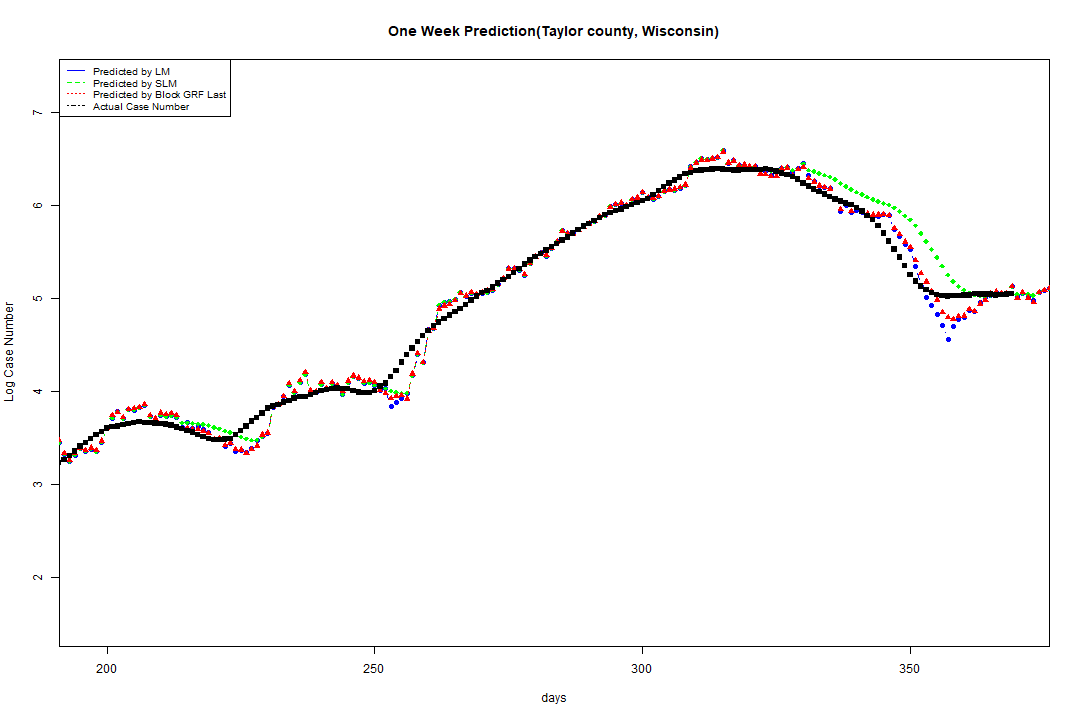 One Week Prediction(Taylor county, Wisconsin)
Predicted by LM
Predicted by SLM
Predicted by Block GRF Last
Actual Case Number
7
6
5
4
3
2
Log Case Number
200 250 300 350
days